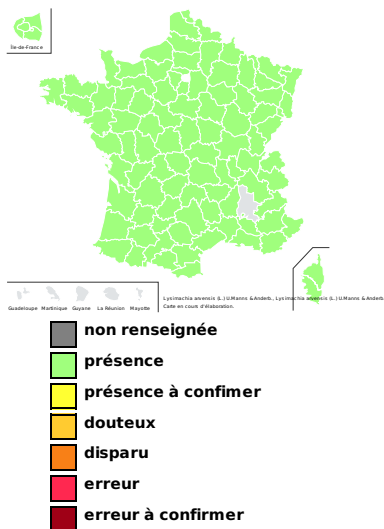 Île-de-France
Guadeloupe Martinique Guyane La Réunion Mayotte
Lysimachia arvensis (L.) U.Manns & Anderb., Lysimachia arvensis (L.) U.Manns & Anderb.
Carte en cours d'élaboration.
non renseignée
présence
présence à confimer
douteux
disparu
erreur
erreur à confirmer